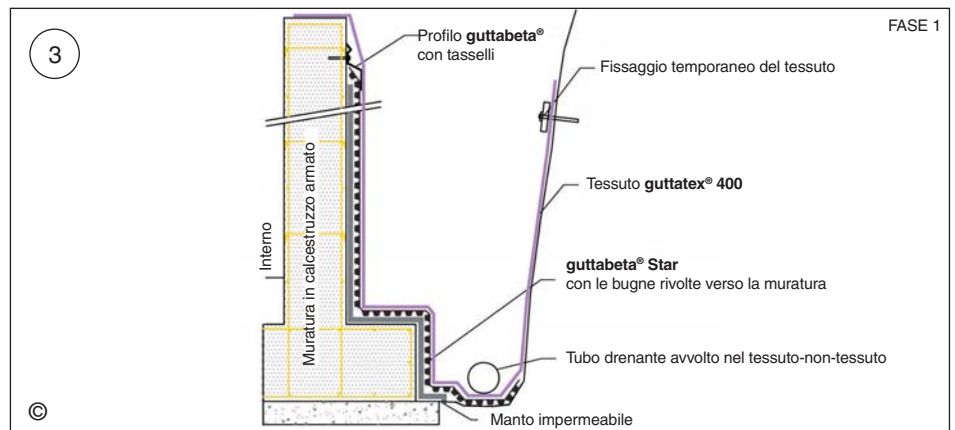 3
FASE 1
Profilo guttabeta®
con tasselli
Fissaggio temporaneo del tessuto
Tessuto guttatex® 400
Interno
Muratura in calcestruzzo armato
guttabeta® Star
con le bugne rivolte verso la muratura
Tubo drenante avvolto nel tessuto-non-tessuto
Manto impermeabile
©